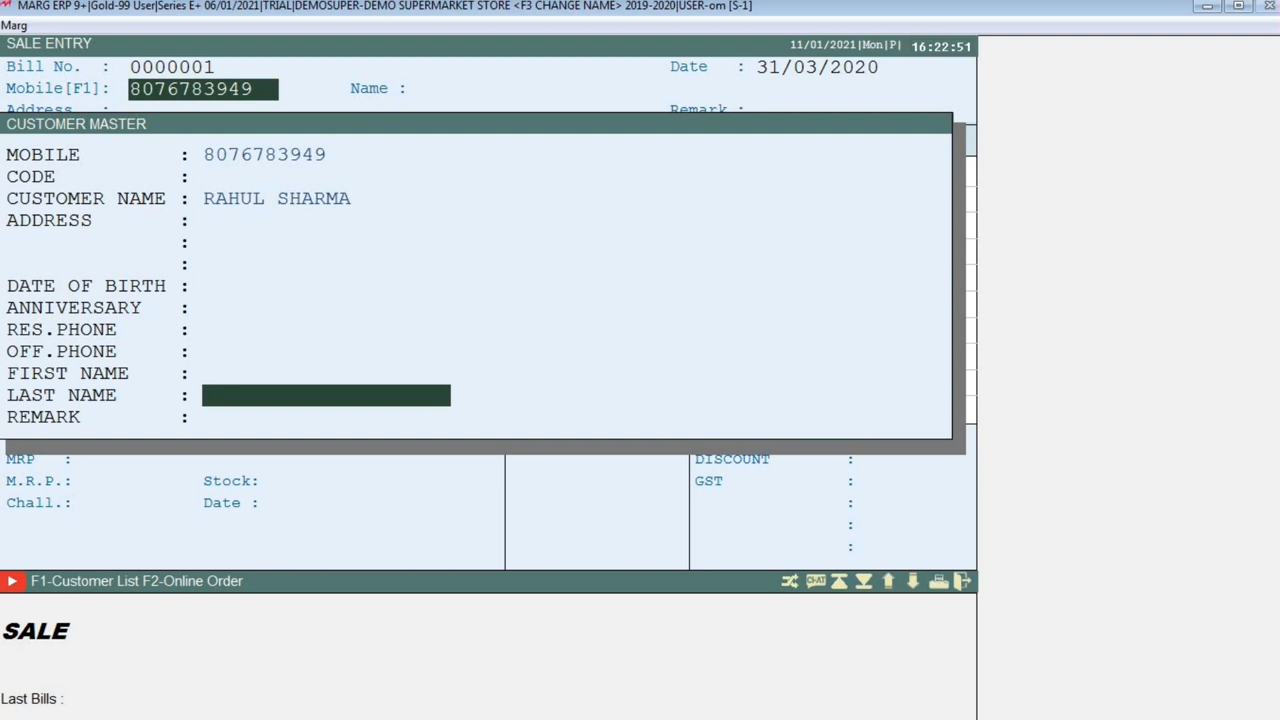 MARG ERP 9+|Gold-99 User|Series E+ 06/01/2021|TRIAL|DEMOSUPER-DEMO SUPERMARKET STORE <F3 CHANGE NAME> 2019-2020|USER-om [S-1]
Marg
SALE ENTRY 11/01/2021|Mon|P| 16:22:51
Bill No. : 0000001 Date : 31/03/2020
Mobile[F1]: 8076783949 Name :
Address : Remark :
CUSTOMER MASTER
MOBILE : 8076783949
CODE :
CUSTOMER NAME : RAHUL SHARMA
ADDRESS :
:
:
DATE OF BIRTH :
ANNIVERSARY :
RES.PHONE :
OFF.PHONE :
FIRST NAME :
LAST NAME :
REMARK :
MRP : DISCOUNT :
M.R.P.: Stock: GST :
Chall.: Date : :
:
:
F1-Customer List F2-Online Order CHAT
SALE
Last Bills :